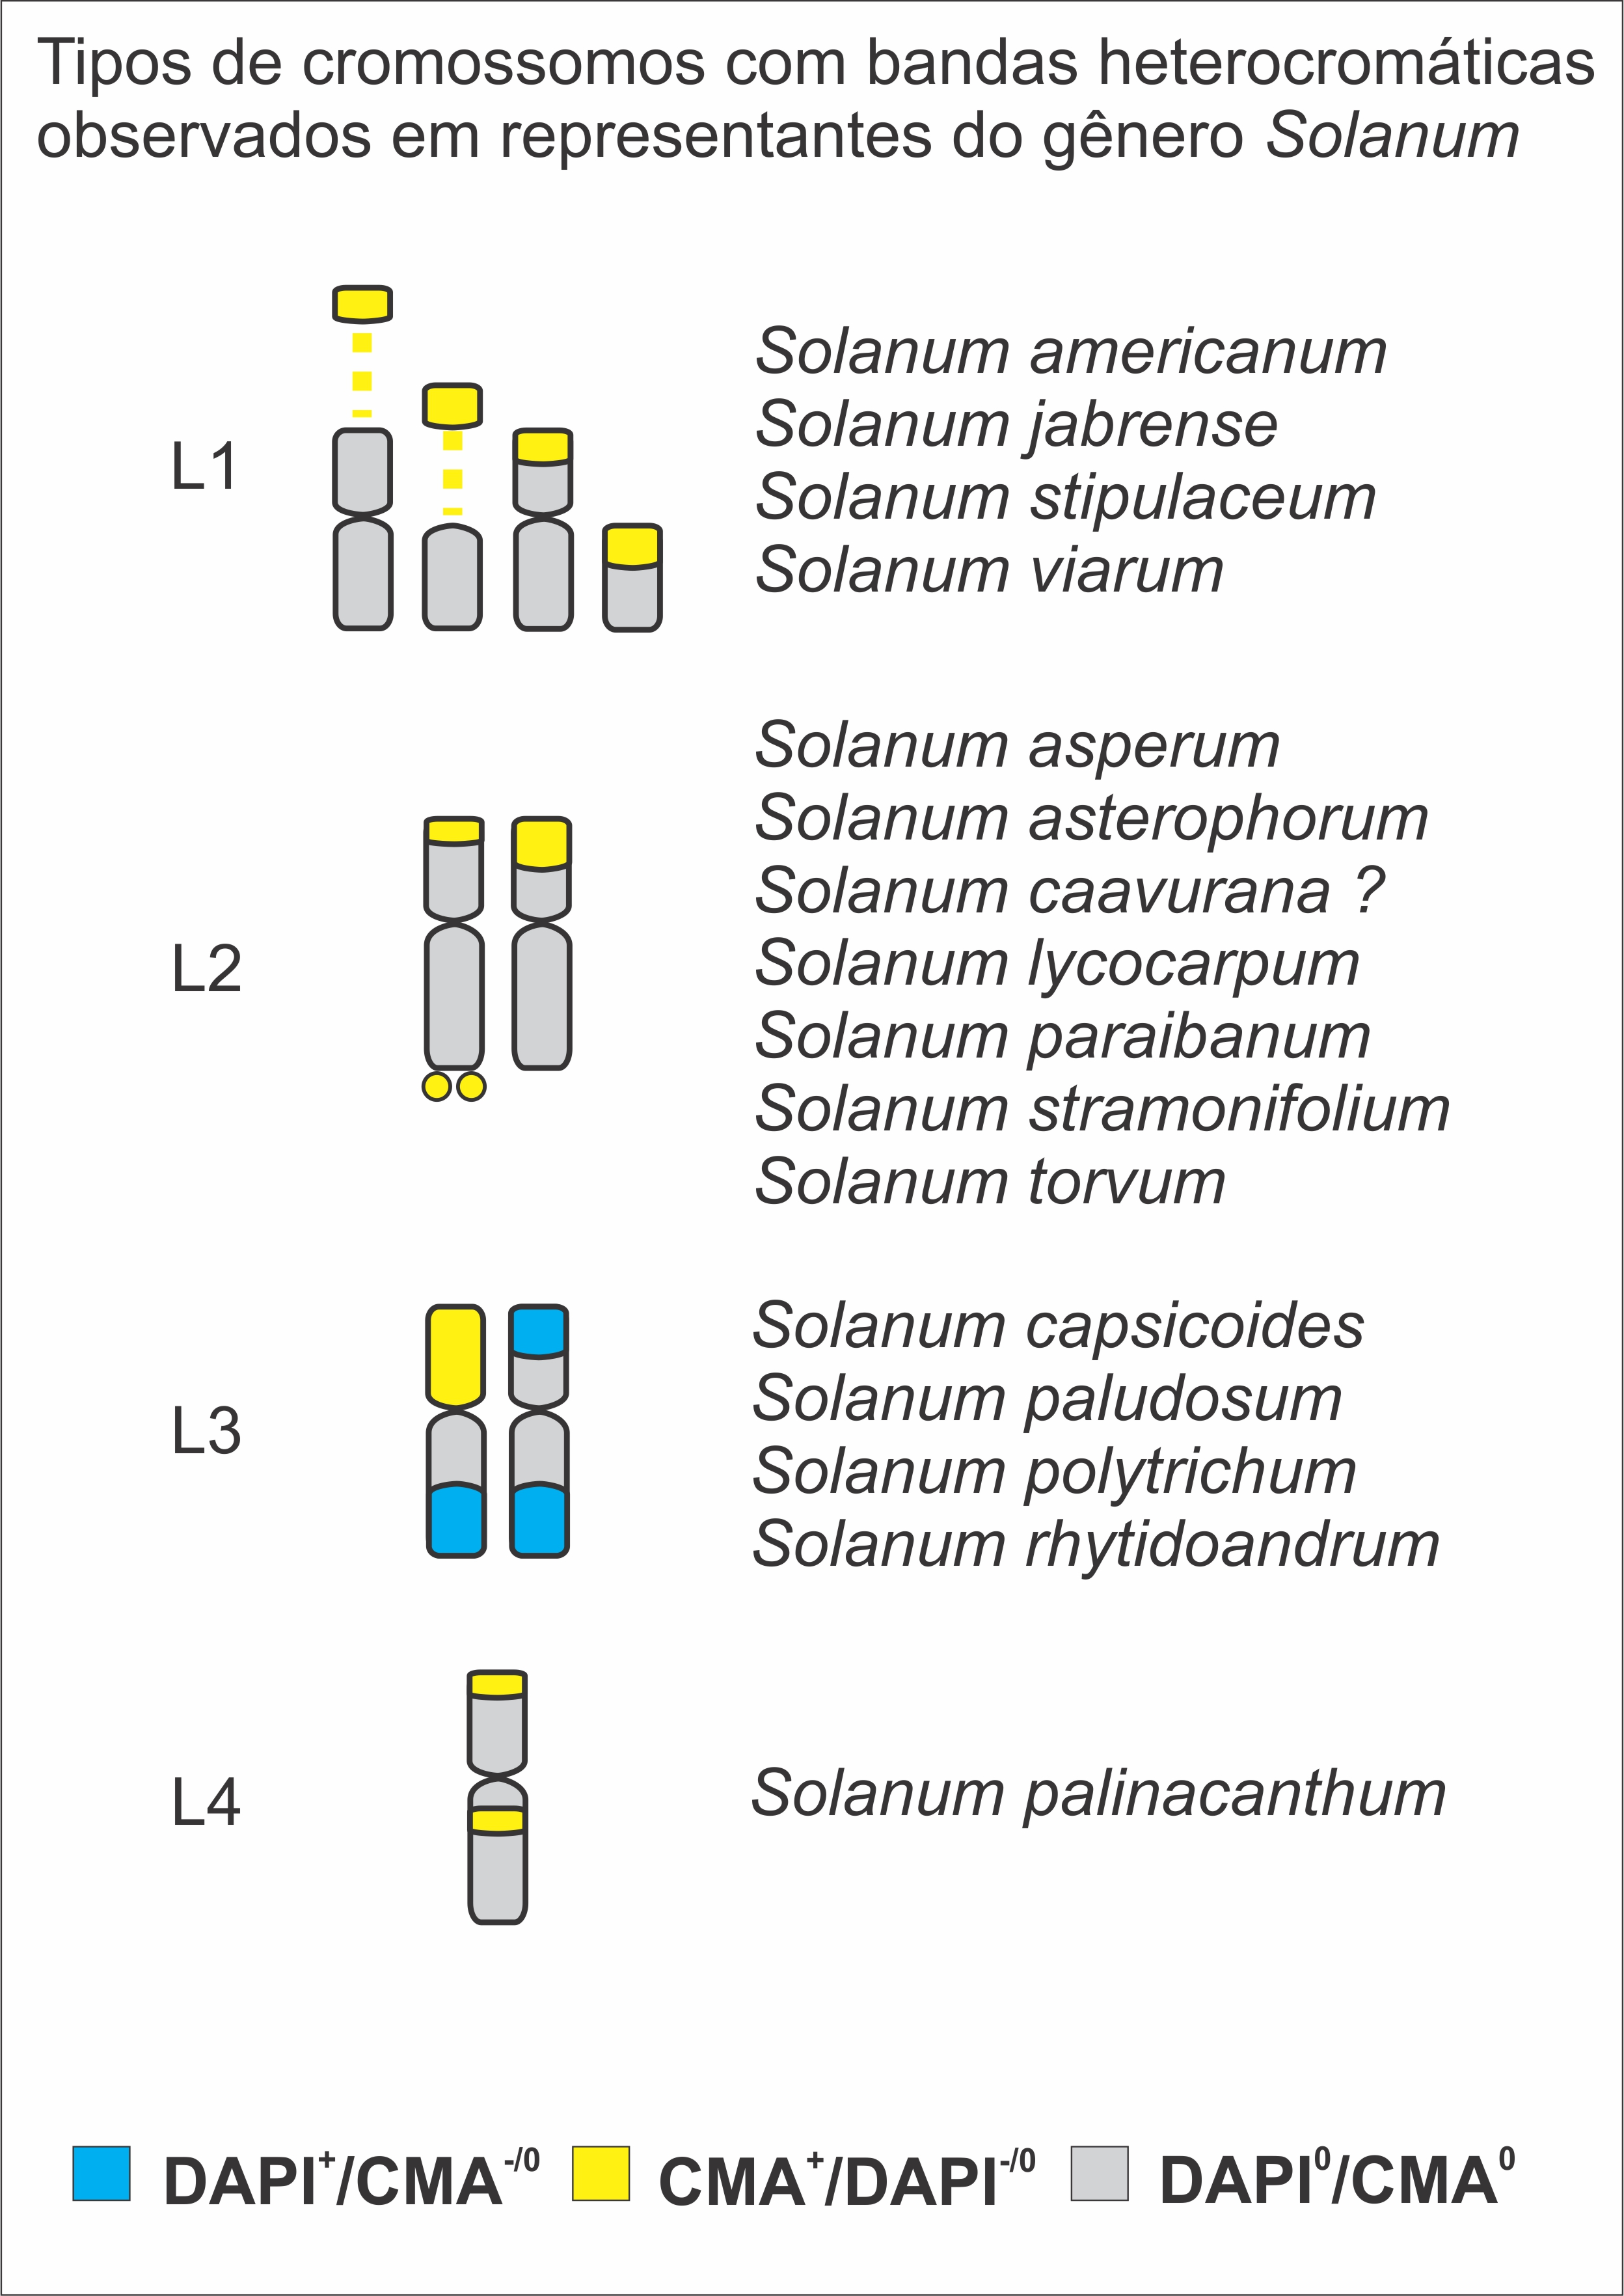 Tipos de cromossomos com bandas heterocromáticas
observados em representantes do gênero Solanum
L1
Solanum americanum
Solanum jabrense
Solanum stipulaceum
Solanum viarum
L2
Solanum asperum
Solanum asterophorum
Solanum caavurana ?
Solanum lycocarpum
Solanum paraibanum
Solanum stramonifolium
Solanum torvum
L3
Solanum capsicoides
Solanum paludosum
Solanum polytrichum
Solanum rhytidoandrum
L4
Solanum palinacanthum
DAPI⁺/CMA⁻/⁰ CMA⁺/DAPI⁻/⁰ DAPI⁰/CMA⁰